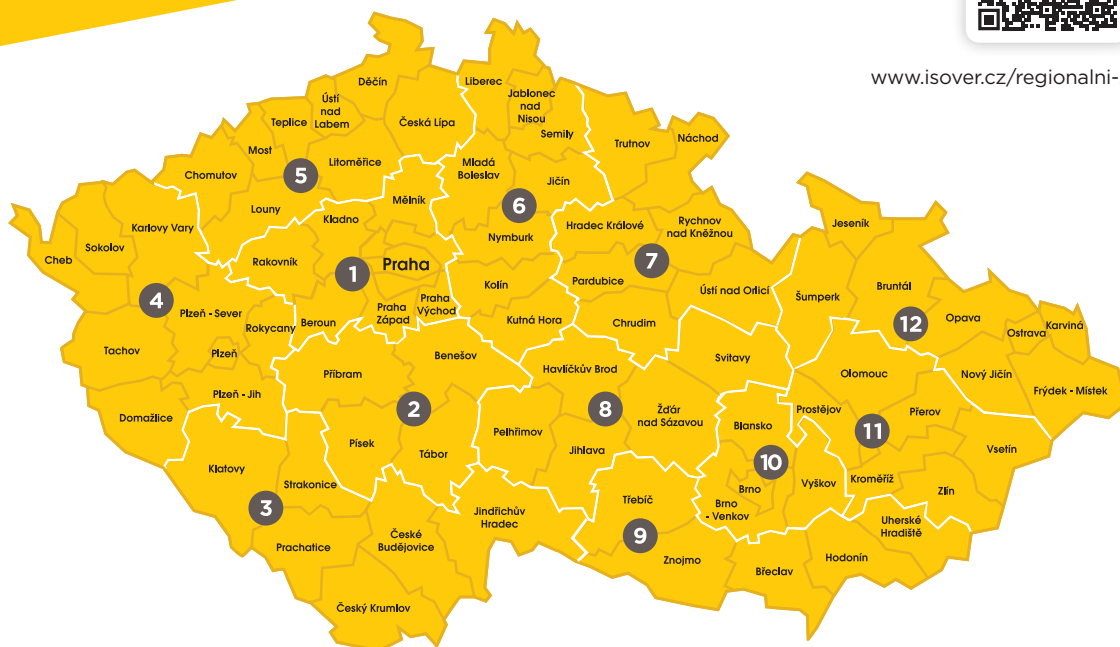 www.isover.cz/regionalni-
Děčín
Liberec
Ústí
nad
Labem
Jablonec
nad
Nisou
Teplice
Česká Lípa
Semily
Trutnov
Náchod
Most
Litoměřice
Mladá
Boleslav
Chomutov
5
Jičín
Mělník
6
Louny
Kladno
Hradec Králové
Rychnov
nad Kněžnou
Jeseník
Karlovy Vary
Sokolov
Cheb
Nymburk
Rakovník
1
Praha
7
Pardubice
Kolín
Ústí nad Orlicí
Šumperk
Bruntál
4
Plzeň - Sever
Rokycany
Beroun
Praha
Západ
Praha
Východ
Kutná Hora
Chrudim
12
Opava
Ostrava
Karviná
Tachov
Plzeň
Benešov
Svitavy
Havlíčkův Brod
Olomouc
Nový Jičín
Frýdek - Místek
Příbram
Plzeň - Jih
Domažlice
2
8
Žďár
nad Sázavou
Prostějov
Přerov
Blansko
11
Pelhřimov
Písek
Tábor
Jihlava
Vsetín
Klatovy
Strakonice
10
Brno
Vyškov
Kroměříž
Zlín
3
Třebíč
Brno
- Venkov
Jindřichův
Hradec
Uherské
Hradiště
České
Budějovice
9
Prachatice
Znojmo
Břeclav
Hodonín
Český Krumlov